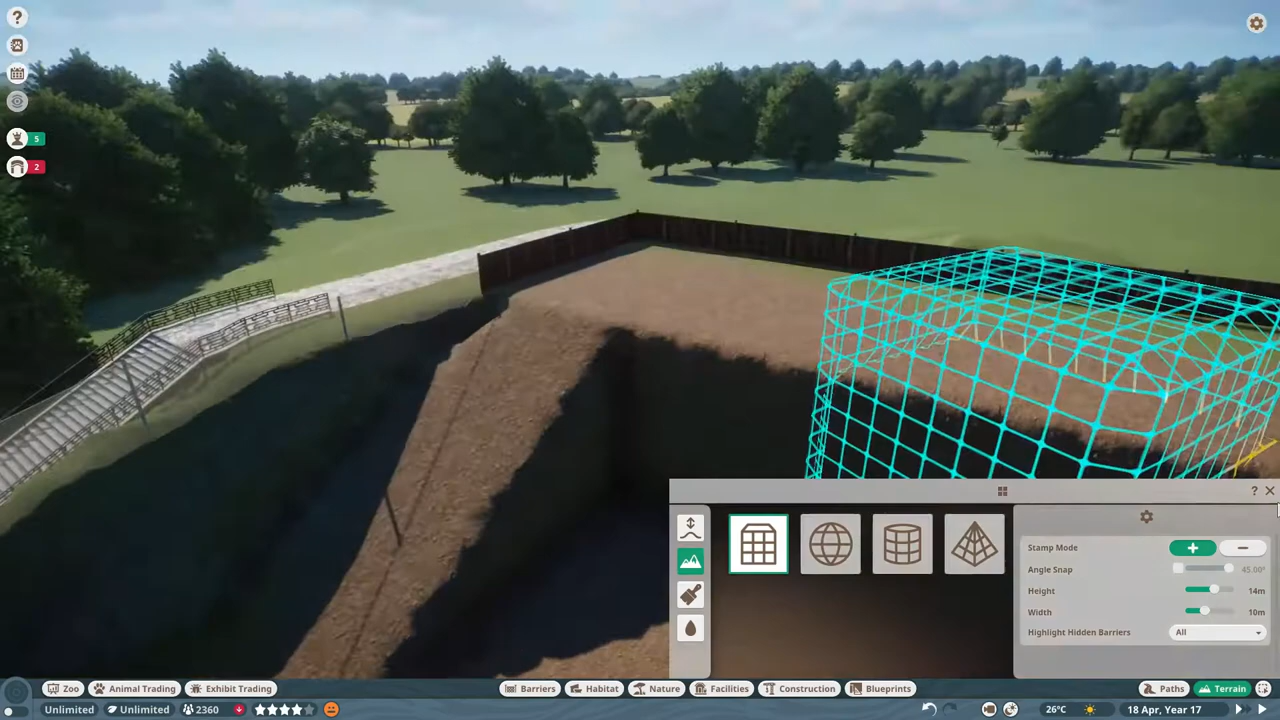 ?
5
2
? ×
Stamp Mode + −
Angle Snap 45.00°
Height 14m
Width 10m
Highlight Hidden Barriers All
Zoo Animal Trading Exhibit Trading Barriers Habitat Nature Facilities Construction Blueprints Paths Terrain
Unlimited Unlimited 2360 26°C 18 Apr, Year 17